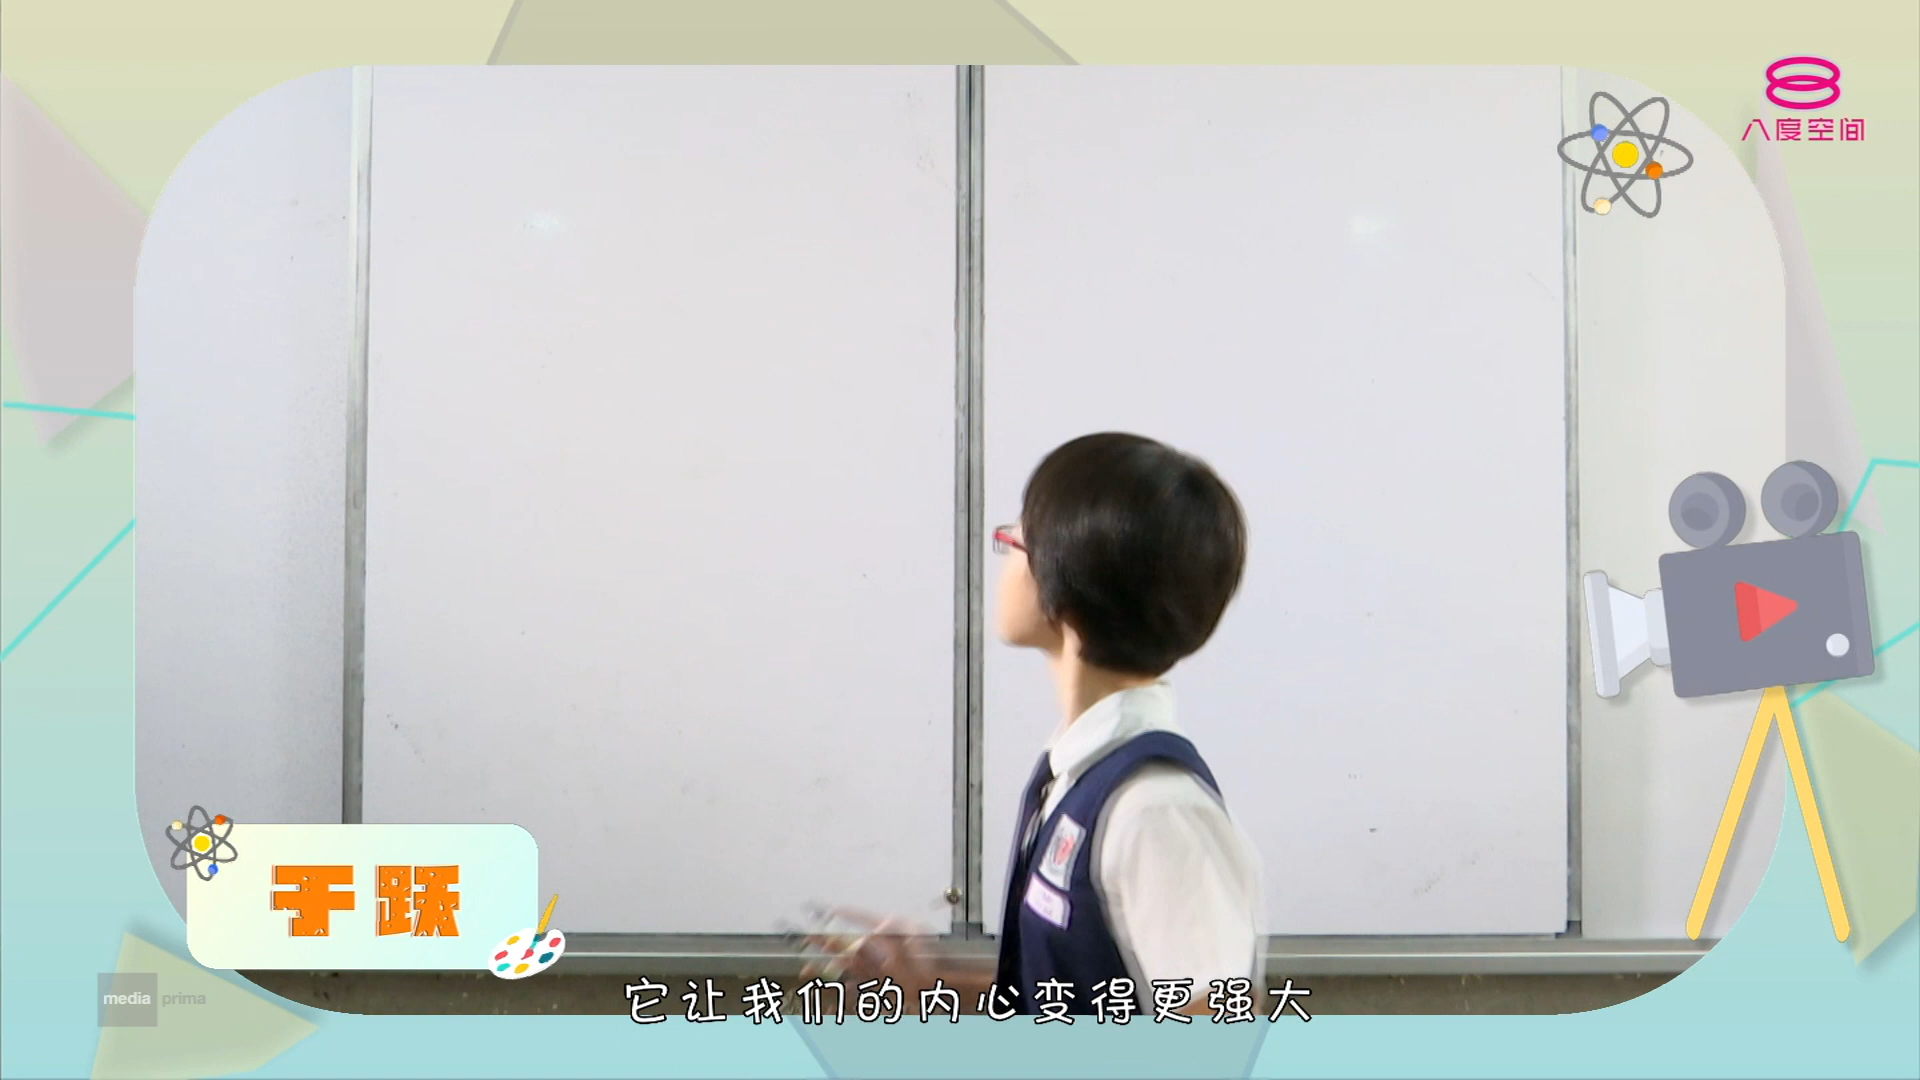 八度空间
于跃
media prima
它让我们的内心变得更强大